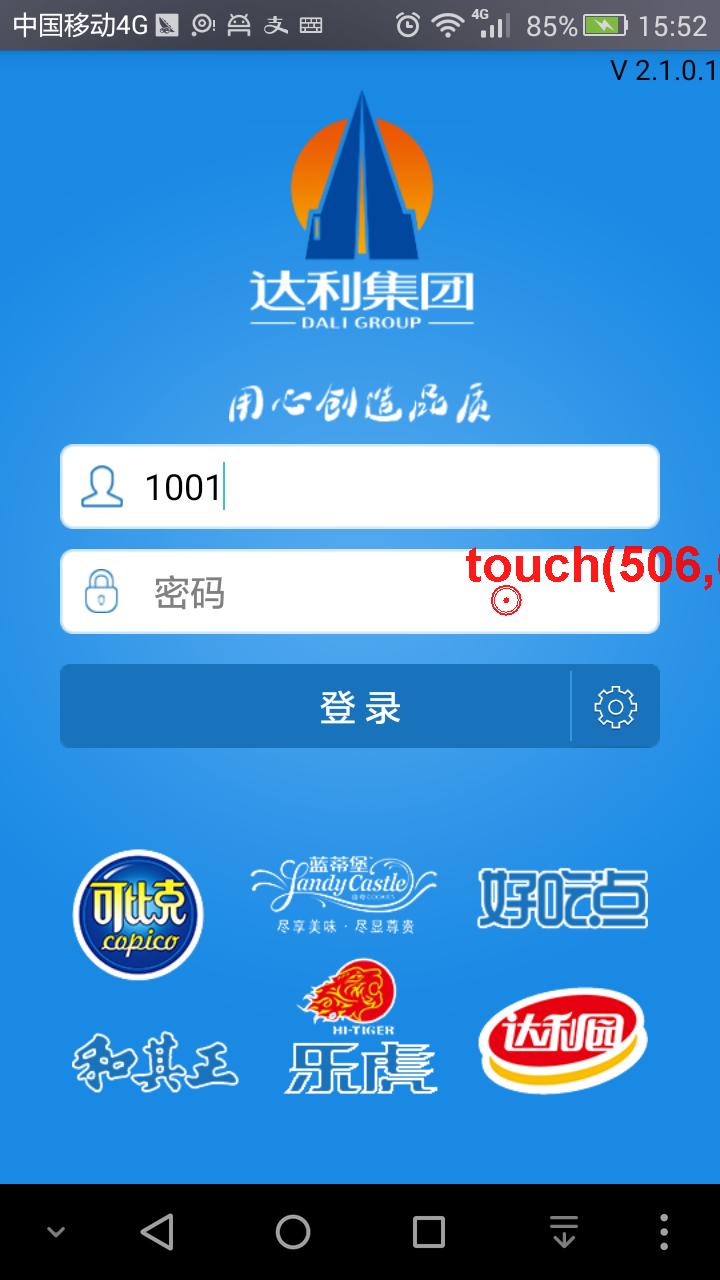 中国移动4G 4G 85% 15:52
V 2.1.0.1
达利集团
DALI GROUP
用心创造品质
1001
touch(506,
密码
登录
可比克
copico
蓝蒂堡
Landy Castle
尽享美味·尽显尊贵
好吃点
和其正
HI-TIGER
乐虎
达利园